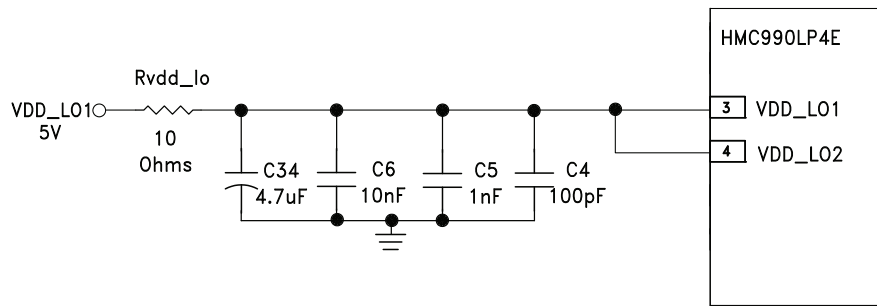 HMC990LP4E
Rvdd_lo
VDD_LO1
5V
10
Ohms
3 VDD_LO1
4 VDD_LO2
C34
4.7uF
C6
10nF
C5
1nF
C4
100pF